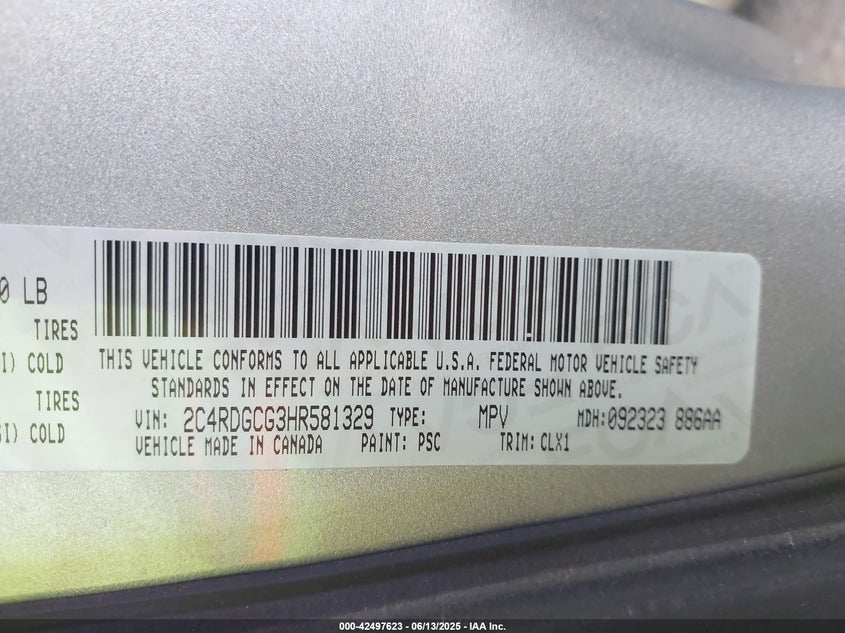 0 LB
TIRES
I) COLD
TIRES
SI) COLD
THIS VEHICLE CONFORMS TO ALL APPLICABLE U.S.A. FEDERAL MOTOR VEHICLE SAFETY
STANDARDS IN EFFECT ON THE DATE OF MANUFACTURE SHOWN ABOVE.
VIN: 2C4RDGCG3HR581329 TYPE: MPV MDH:092323 886AA
VEHICLE MADE IN CANADA PAINT: PSC TRIM: CLX1
000-42497623 - 06/13/2025 - IAA Inc.